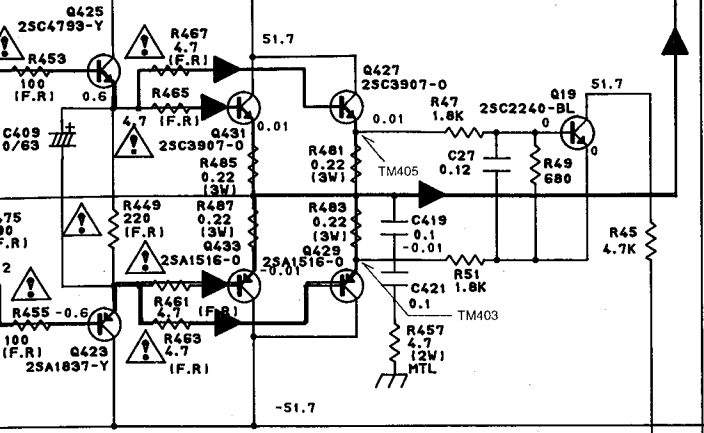 Q425
2SC4793-Y
R467
4.7
(F.R)
51.7
R453
100
(F.R)
0.6
R465
(F.R)
4.7
Q427
2SC3907-O
Q19
2SC2240-BL
51.7
R47
1.8K
0
0.01
0.01
C409
0/63
Q431
2SC3907-O
R485
0.22
(3W)
R481
0.22
(3W)
TM405
C27
0.12
R49
680
0
R449
220
(F.R)
R487
0.22
(3W)
R483
0.22
(3W)
C419
0.1
-0.01
R45
4.7K
475
00
F.R)
2
Q433
2SA1516-O
-0.01
Q429
2SA1516-O
R51
1.8K
C421
0.1
TM403
R455
-0.6
100
(F.R)
R461
4.7
(F.R)
R463
4.7
(F.R)
Q423
2SA1837-Y
R457
4.7
(2W)
MTL
-51.7